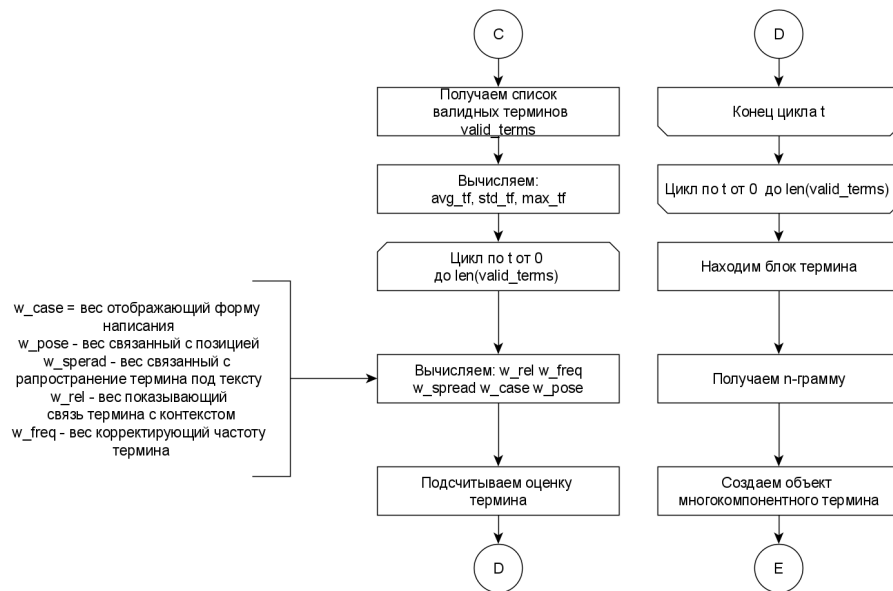 C
Получаем список
валидных терминов
valid_terms
Вычисляем:
avg_tf, std_tf, max_tf
Цикл по t от 0
до len(valid_terms)
w_case = вес отображающий форму
написания
w_pose - вес связанный с позицией
w_sperad - вес связанный с
рапространение термина под тексту
w_rel - вес показывающий
связь термина с контекстом
w_freq - вес корректирующий частоту
термина
Вычисляем: w_rel w_freq
w_spread w_case w_pose
Подсчитываем оценку
термина
D
D
Конец цикла t
Цикл по t от 0 до len(valid_terms)
Находим блок термина
Получаем n-грамму
Создаем объект
многокомпонентного термина
E